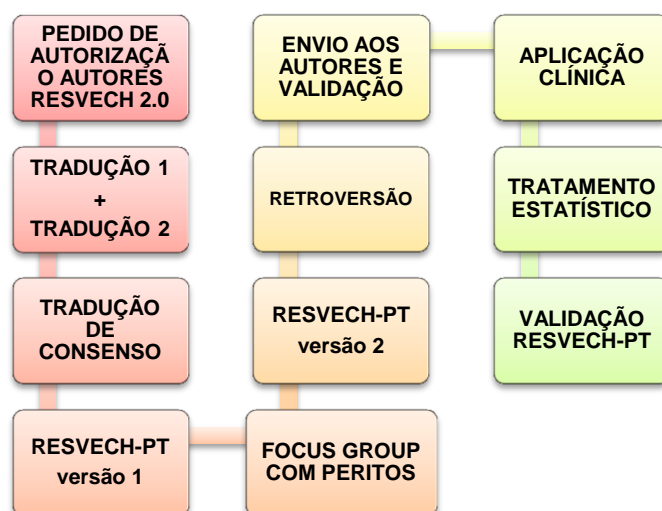 PEDIDO DE
AUTORIZAÇÃ
O AUTORES
RESVECH 2.0
TRADUÇÃO 1
+
TRADUÇÃO 2
TRADUÇÃO
DE
CONSENSO
RESVECH-PT
versão 1
FOCUS GROUP
COM PERITOS
RESVECH-PT
versão 2
RETROVERSÃO
ENVIO AOS
AUTORES E
VALIDAÇÃO
APLICAÇÃO
CLÍNICA
TRATAMENTO
ESTATÍSTICO
VALIDAÇÃO
RESVECH-PT